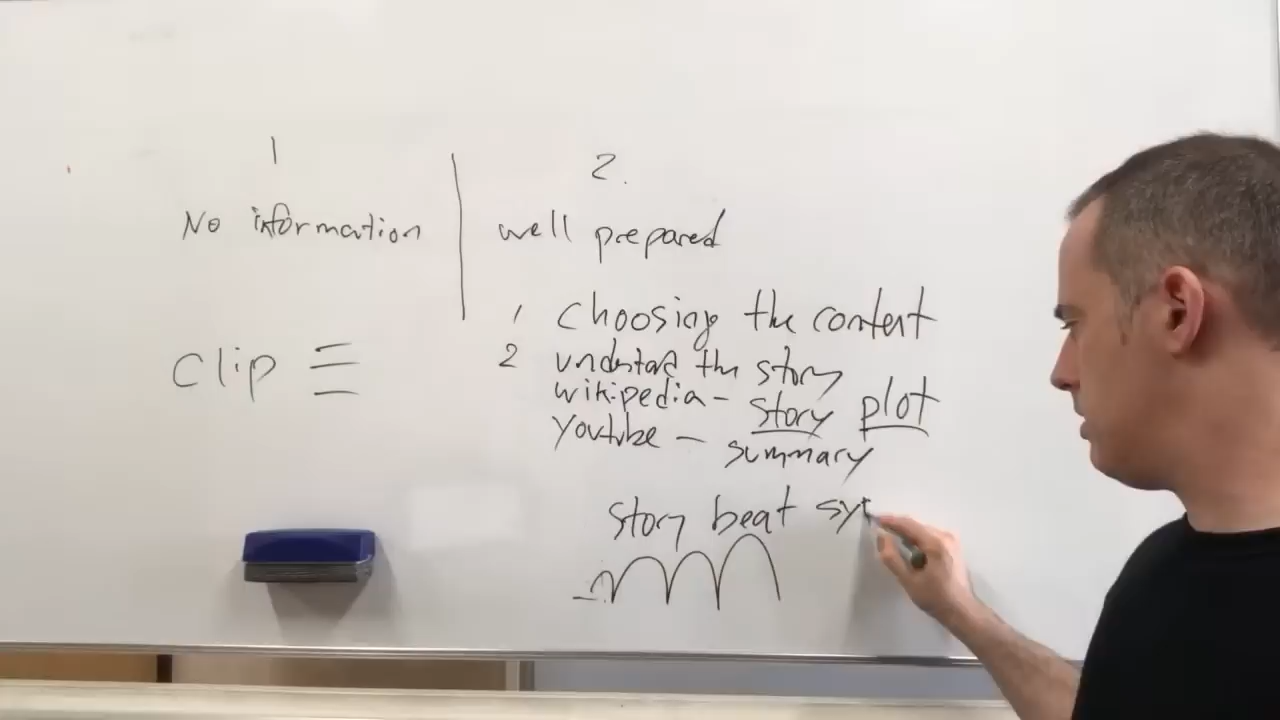 1
No information
clip
2.
well prepared
1 choosing the content
2 understand the story
wikipedia - story plot
Youtube - summary
story beat sy